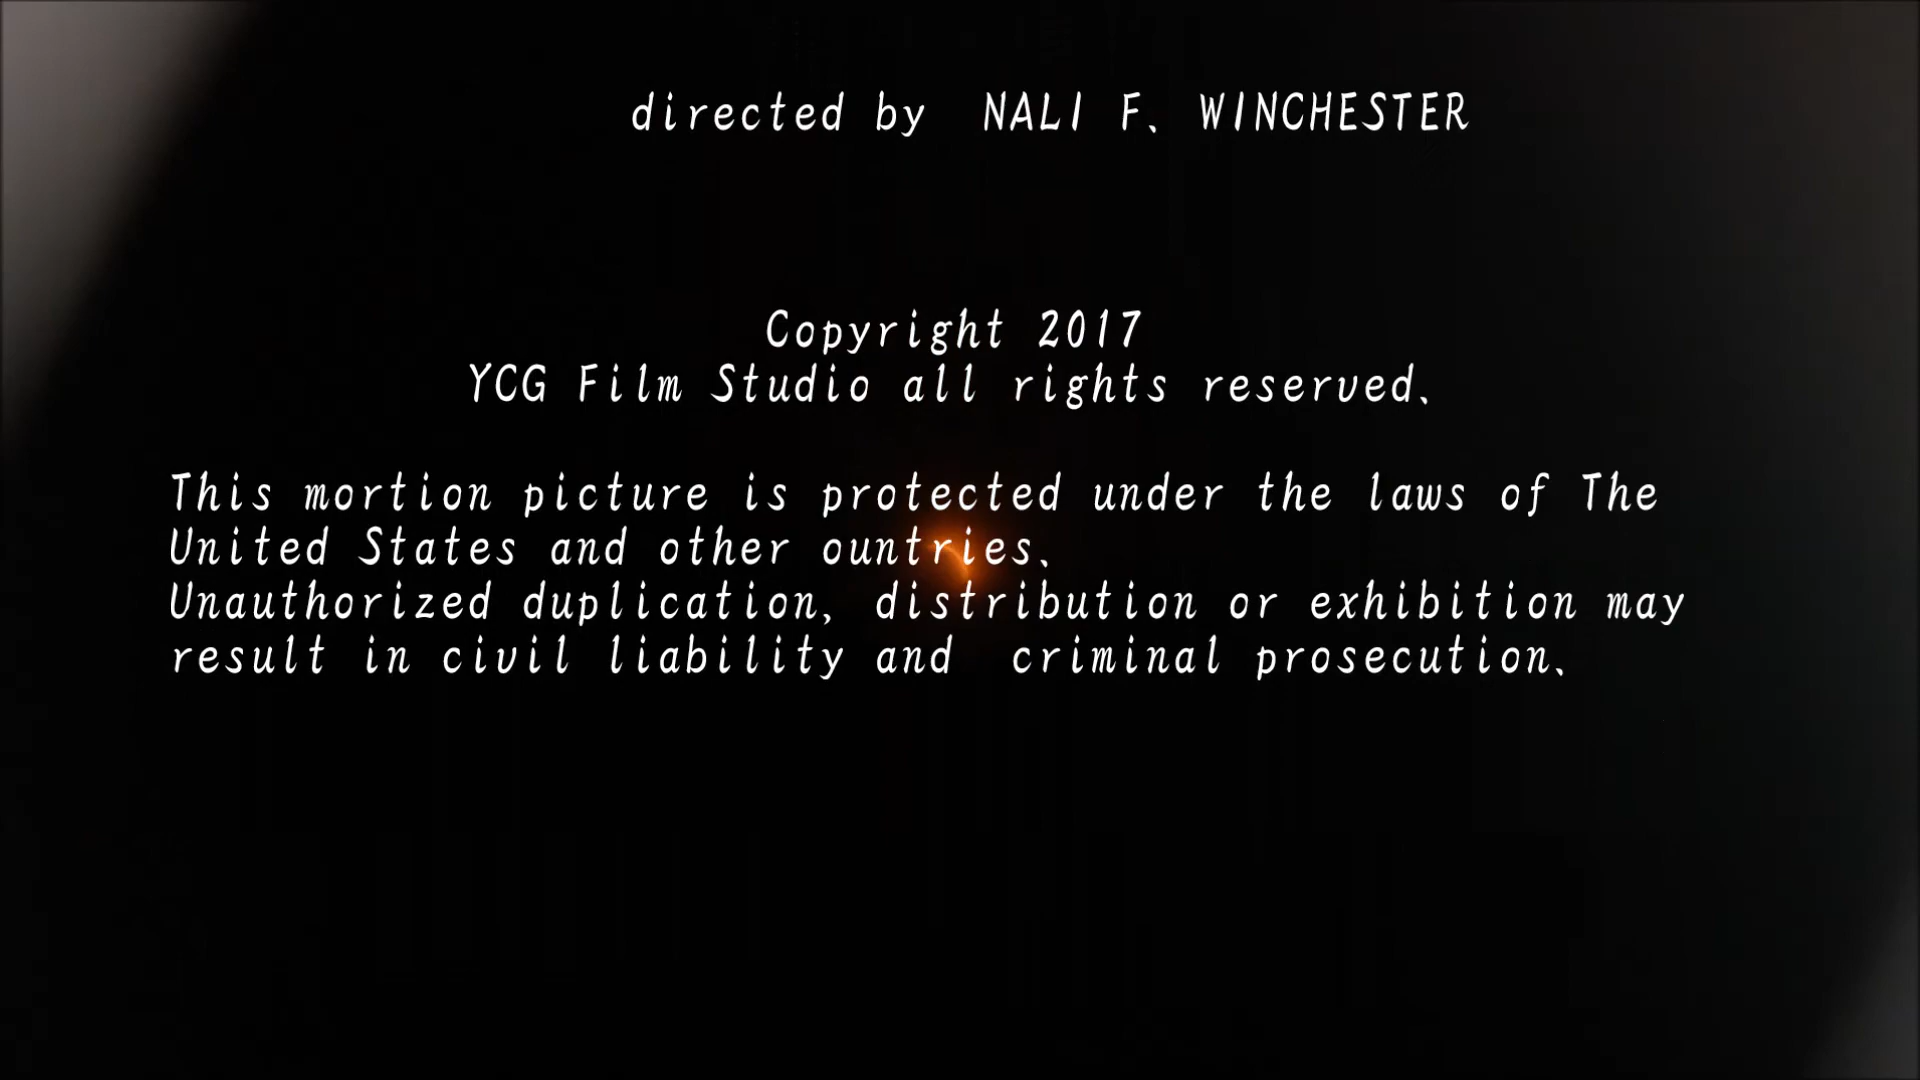 directed by NALI F. WINCHESTER
Copyright 2017
YCG Film Studio all rights reserved.
This mortion picture is protected under the laws of The
United States and other ountries.
Unauthorized duplication, distribution or exhibition may
result in civil liability and criminal prosecution.